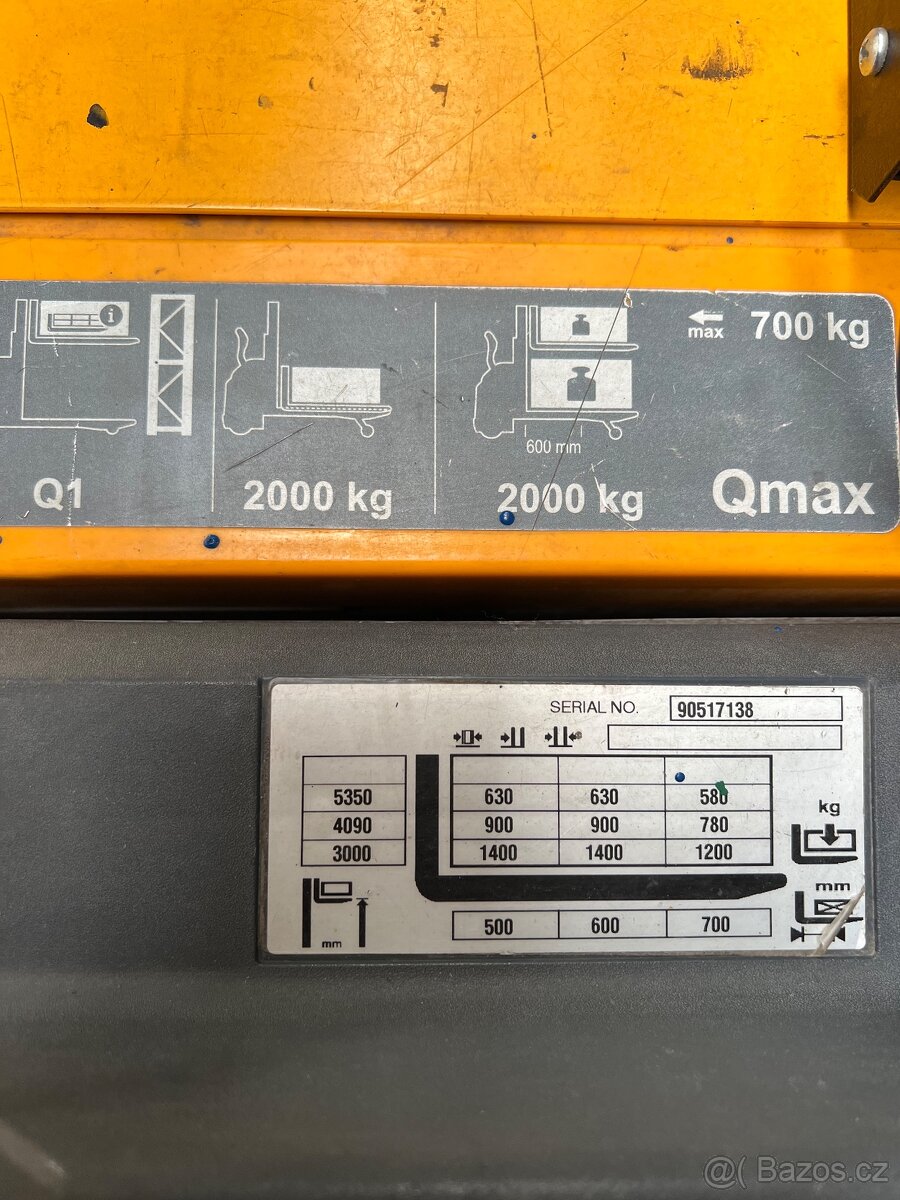 i
max 700 kg
600 mm
Q1 2000 kg 2000 kg Qmax
SERIAL NO. 90517138
5350 630 630 580
4090 900 900 780
3000 1400 1400 1200
kg
mm
mm
500 600 700
@( Bazos.cz